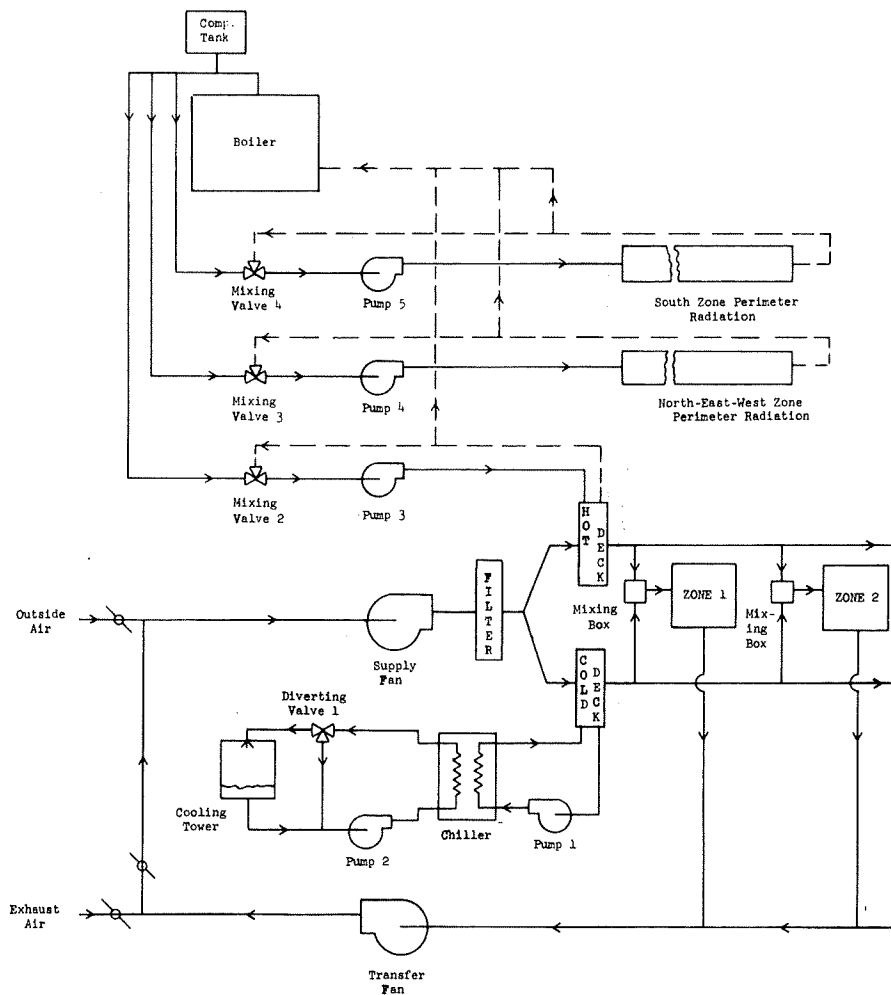 Comp.
Tank
Boiler
Mixing
Valve 4
Pump 5
South Zone Perimeter
Radiation
Mixing
Valve 3
Pump 4
North-East-West Zone
Perimeter Radiation
Mixing
Valve 2
Pump 3
HOT
DECK
FILTER
Outside
Air
Supply
Fan
Mixing
Box
ZONE 1
Mix-
ing
Box
ZONE 2
COLD
DECK
Diverting
Valve 1
Cooling
Tower
Pump 2
Chiller
Pump 1
Exhaust
Air
Transfer
Fan